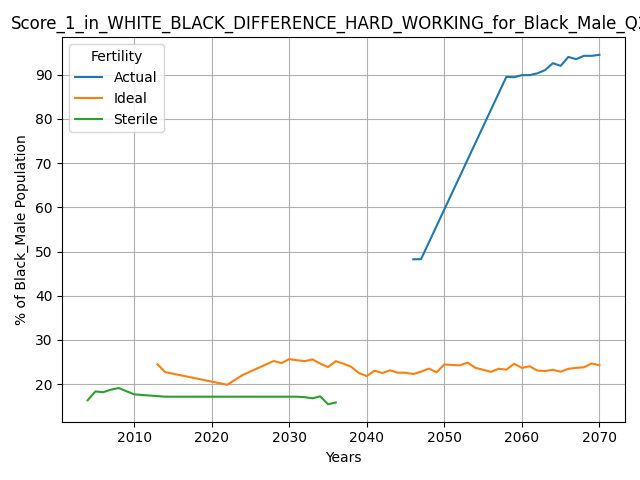 Score_1_in_WHITE_BLACK_DIFFERENCE_HARD_WORKING_for_Black_Male_Q
Fertility
Actual
Ideal
Sterile
% of Black_Male Population
90
80
70
60
50
40
30
20
2010
2020
2030
2040
2050
2060
2070
Years